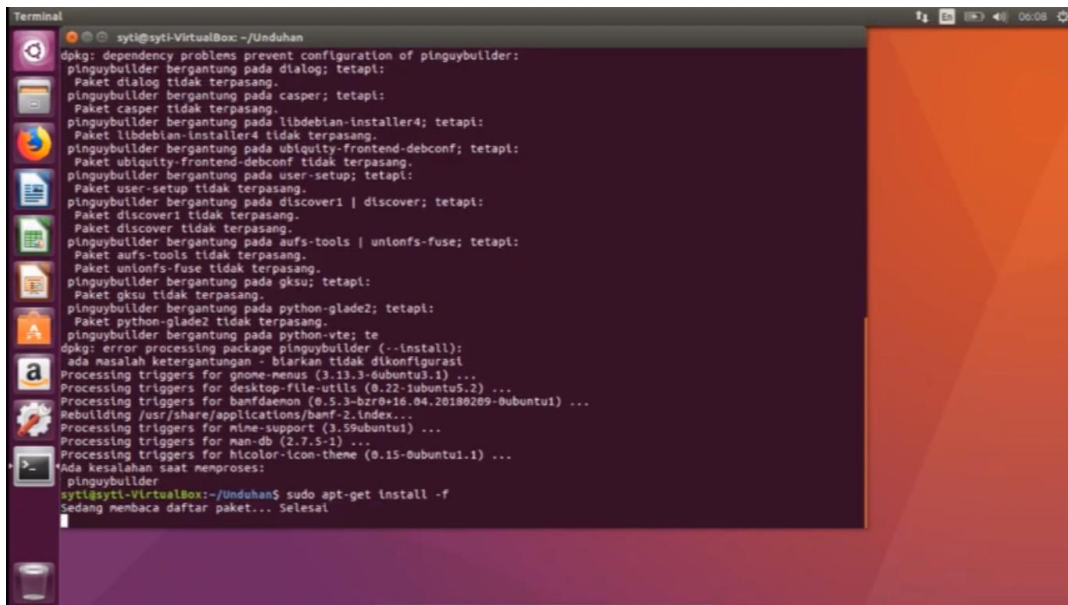 Terminal
En
06:08
syti@syti-VirtualBox: ~/Unduhan
dpkg: dependency problems prevent configuration of pinguybuilder:
pinguybuilder bergantung pada dialog; tetapi:
Paket dialog tidak terpasang.
pinguybuilder bergantung pada casper; tetapi:
Paket casper tidak terpasang.
pinguybuilder bergantung pada libdebian-installer4; tetapi:
Paket libdebian-installer4 tidak terpasang.
pinguybuilder bergantung pada ubiquity-frontend-debconf; tetapi:
Paket ubiquity-frontend-debconf tidak terpasang.
pinguybuilder bergantung pada user-setup; tetapi:
Paket user-setup tidak terpasang.
pinguybuilder bergantung pada discover1 | discover; tetapi:
Paket discover1 tidak terpasang.
Paket discover tidak terpasang.
pinguybuilder bergantung pada aufs-tools | unionfs-fuse; tetapi:
Paket aufs-tools tidak terpasang.
Paket unionfs-fuse tidak terpasang.
pinguybuilder bergantung pada gksu; tetapi:
Paket gksu tidak terpasang.
pinguybuilder bergantung pada python-glade2; tetapi:
Paket python-glade2 tidak terpasang.
pinguybuilder bergantung pada python-vte; te
dpkg: error processing package pinguybuilder (--install):
ada masalah ketergantungan - biarkan tidak dikonfigurasi
Processing triggers for gnome-menus (3.13.3-6ubuntu3.1) ...
Processing triggers for desktop-file-utils (0.22-1ubuntu5.2) ...
Processing triggers for bamfdaemon (0.5.3~bzr0+16.04.20180209-0ubuntu1) ...
Rebuilding /usr/share/applications/bamf-2.index...
Processing triggers for mime-support (3.59ubuntu1) ...
Processing triggers for man-db (2.7.5-1) ...
Processing triggers for hicolor-icon-theme (0.15-0ubuntu1.1) ...
Ada kesalahan saat memproses:
pinguybuilder
syti@syti-VirtualBox:~/Unduhan$ sudo apt-get install -f
Sedang membaca daftar paket... Selesai